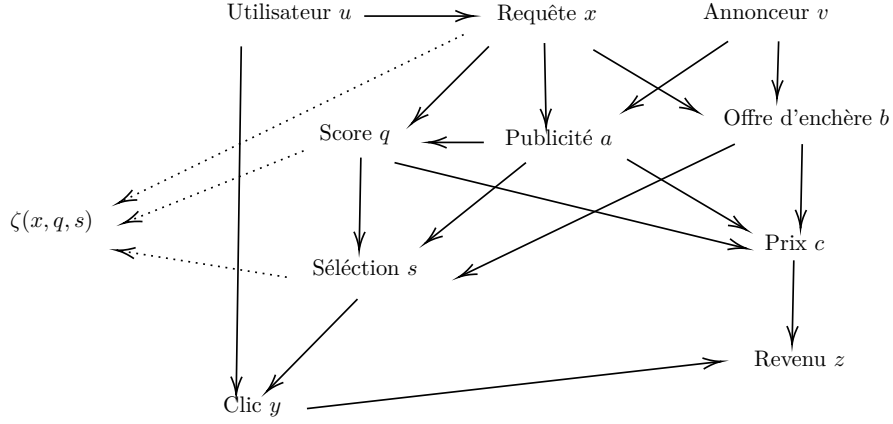 Utilisateur u
Requête x
Annonceur v
Offre d'enchère b
Score q
Publicité a
ζ(x, q, s)
Prix c
Séléction s
Revenu z
Clic y